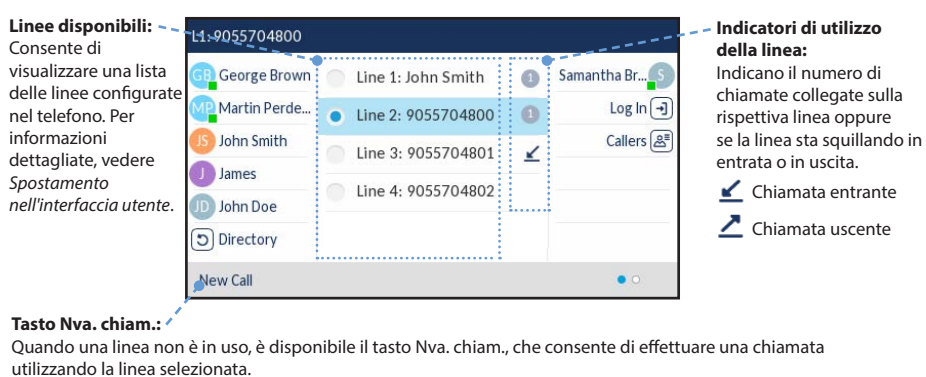 Linee disponibili:
Consente di
visualizzare una lista
delle linee configurate
nel telefono. Per
informazioni
dettagliate, vedere
Spostamento
nell'interfaccia utente.
L1: 9055704800
GB George Brown
MP Martin Perde...
JS John Smith
J James
JD John Doe
Directory
Line 1: John Smith 1
Line 2: 9055704800 1
Line 3: 9055704801
Line 4: 9055704802
Samantha Br... S
Log In
Callers
New Call
Indicatori di utilizzo
della linea:
Indicano il numero di
chiamate collegate sulla
rispettiva linea oppure
se la linea sta squillando in
entrata o in uscita.
Chiamata entrante
Chiamata uscente
Tasto Nva. chiam.:
Quando una linea non è in uso, è disponibile il tasto Nva. chiam., che consente di effettuare una chiamata
utilizzando la linea selezionata.